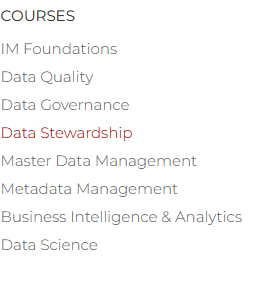 COURSES
IM Foundations
Data Quality
Data Governance
Data Stewardship
Master Data Management
Metadata Management
Business Intelligence & Analytics
Data Science